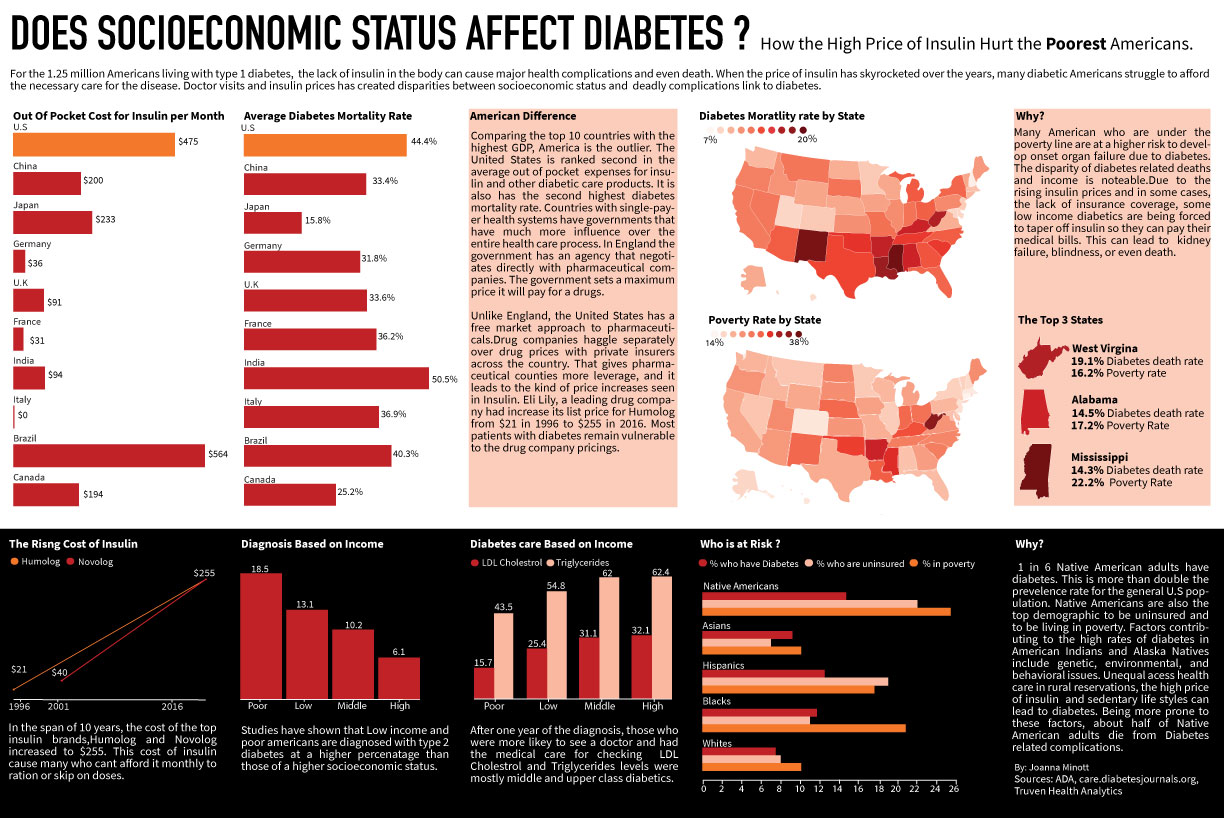 DOES SOCIOECONOMIC STATUS AFFECT DIABETES ? How the High Price of Insulin Hurt the Poorest Americans.
For the 1.25 million Americans living with type 1 diabetes, the lack of insulin in the body can cause major health complications and even death. When the price of insulin has skyrocketed over the years, many diabetic Americans struggle to afford
the necessary care for the disease. Doctor visits and insulin prices has created disparities between socioeconomic status and deadly complications link to diabetes.
Out Of Pocket Cost for Insulin per Month
U.S
$475
China
$200
Japan
$233
Germany
$36
U.K
$91
France
$31
India
$94
Italy
$0
Brazil
$564
Canada
$194
Average Diabetes Mortality Rate
U.S
44.4%
China
33.4%
Japan
15.8%
Germany
31.8%
U.K
33.6%
France
36.2%
India
50.5%
Italy
36.9%
Brazil
40.3%
Canada
25.2%
American Difference
Comparing the top 10 countries with the
highest GDP, America is the outlier. The
United States is ranked second in the
average out of pocket expenses for insu-
lin and other diabetic care products. It is
also has the second highest diabetes
mortality rate. Countries with single-pay-
er health systems have governments that
have much more influence over the
entire health care process. In England the
government has an agency that negoti-
ates directly with pharmaceutical com-
panies. The government sets a maximum
price it will pay for a drugs.
Unlike England, the United States has a
free market approach to pharmaceuti-
cals.Drug companies haggle separately
over drug prices with private insurers
across the country. That gives pharma-
ceutical counties more leverage, and it
leads to the kind of price increases seen
in Insulin. Eli Lily, a leading drug compa-
ny had increase its list price for Humolog
from $21 in 1996 to $255 in 2016. Most
patients with diabetes remain vulnerable
to the drug company pricings.
Diabetes Moratlity rate by State
7%
20%
Poverty Rate by State
14%
38%
Why?
Many American who are under the
poverty line are at a higher risk to devel-
op onset organ failure due to diabetes.
The disparity of diabetes related deaths
and income is noteable.Due to the
rising insulin prices and in some cases,
the lack of insurance coverage, some
low income diabetics are being forced
to taper off insulin so they can pay their
medical bills. This can lead to kidney
failure, blindness, or even death.
The Top 3 States
West Virgina
19.1% Diabetes death rate
16.2% Poverty rate
Alabama
14.5% Diabetes death rate
17.2% Poverty Rate
Mississippi
14.3% Diabetes death rate
22.2% Poverty Rate
The Risng Cost of Insulin
Humolog Novolog
$255
$21
$40
1996 2001 2016
In the span of 10 years, the cost of the top
insulin brands,Humolog and Novolog
increased to $255. This cost of insulin
cause many who cant afford it monthly to
ration or skip on doses.
Diagnosis Based on Income
18.5
13.1
10.2
6.1
Poor Low Middle High
Studies have shown that Low income and
poor americans are diagnosed with type 2
diabetes at a higher percenatage than
those of a higher socioeconomic status.
Diabetes care Based on Income
LDL Cholestrol Triglycerides
15.7 43.5 25.4 54.8 31.1 62 32.1 62.4
Poor Low Middle High
After one year of the diagnosis, those who
were more likey to see a doctor and had
the medical care for checking LDL
Cholestrol and Triglycerides levels were
mostly middle and upper class diabetics.
Who is at Risk ?
% who have Diabetes % who are uninsured % in poverty
Native Americans
Asians
Hispanics
Blacks
Whites
0 2 4 6 8 10 12 14 16 18 20 22 24 26
Why?
1 in 6 Native American adults have
diabetes. This is more than double the
prevelence rate for the general U.S pop-
ulation. Native Americans are also the
top demographic to be uninsured and
to be living in poverty. Factors contrib-
uting to the high rates of diabetes in
American Indians and Alaska Natives
include genetic, environmental, and
behavioral issues. Unequal acess health
care in rural reservations, the high price
of insulin and sedentary life styles can
lead to diabetes. Being more prone to
these factors, about half of Native
American adults die from Diabetes
related complications.
By: Joanna Minott
Sources: ADA, care.diabetesjournals.org,
Truven Health Analytics